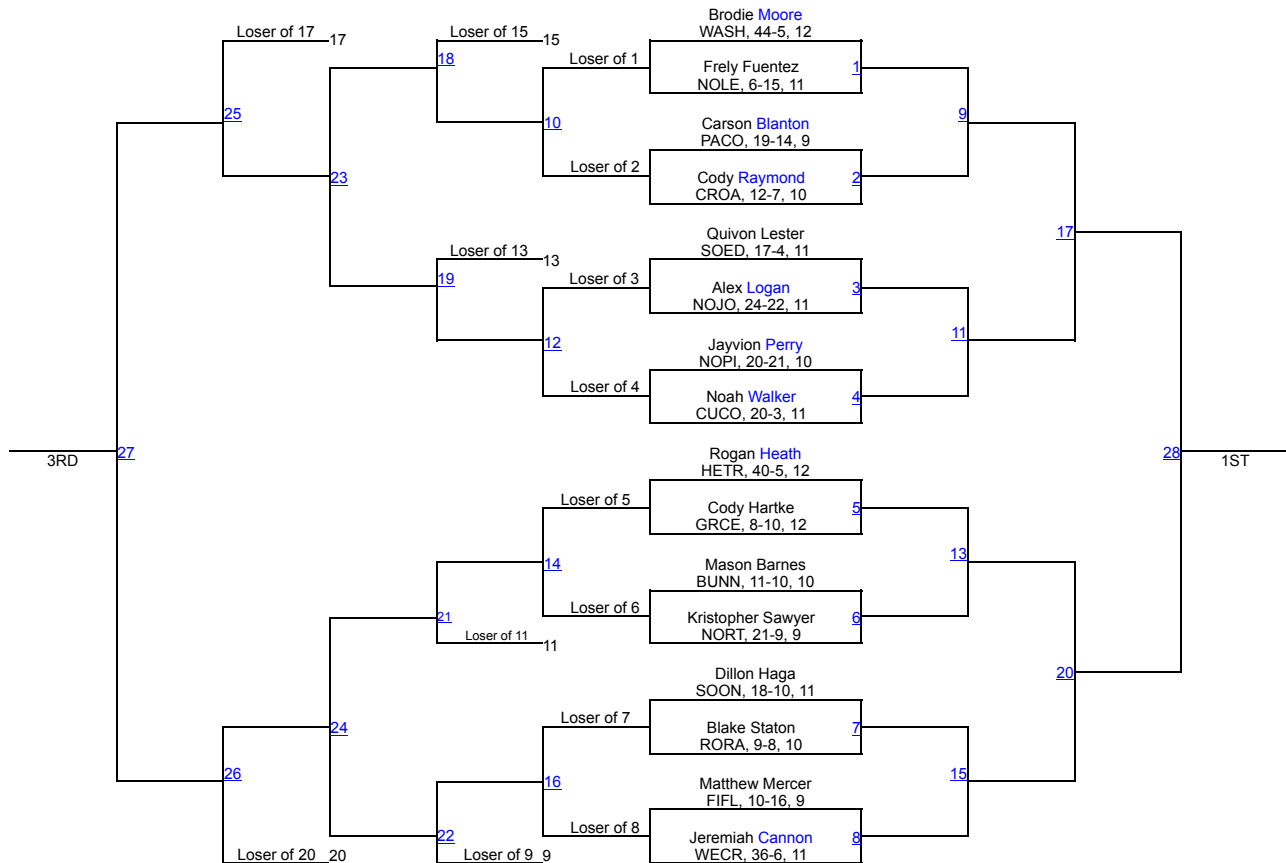 Brodie Moore
WASH, 44-5, 12
Loser of 17
17
Loser of 15
15
18
Loser of 1
Frely Fuentez
NOLE, 6-15, 11
1
25
10
Carson Blanton
PACO, 19-14, 9
9
23
Loser of 2
Cody Raymond
CROA, 12-7, 10
2
Quivon Lester
SOED, 17-4, 11
17
Loser of 13
13
19
Loser of 3
Alex Logan
NOJO, 24-22, 11
3
12
Jayvion Perry
NOPI, 20-21, 10
11
Loser of 4
Noah Walker
CUCO, 20-3, 11
4
3RD
27
Rogan Heath
HETR, 40-5, 12
28
1ST
Loser of 5
Cody Hartke
GRCE, 8-10, 12
5
14
Mason Barnes
BUNN, 11-10, 10
13
21
Loser of 6
Kristopher Sawyer
NORT, 21-9, 9
6
Loser of 11
11
Dillon Haga
SOON, 18-10, 11
20
24
Loser of 7
Blake Staton
RORA, 9-8, 10
7
26
16
Matthew Mercer
FIFL, 10-16, 9
15
22
Loser of 8
Jeremiah Cannon
WECR, 36-6, 11
8
Loser of 20
20
Loser of 9
9